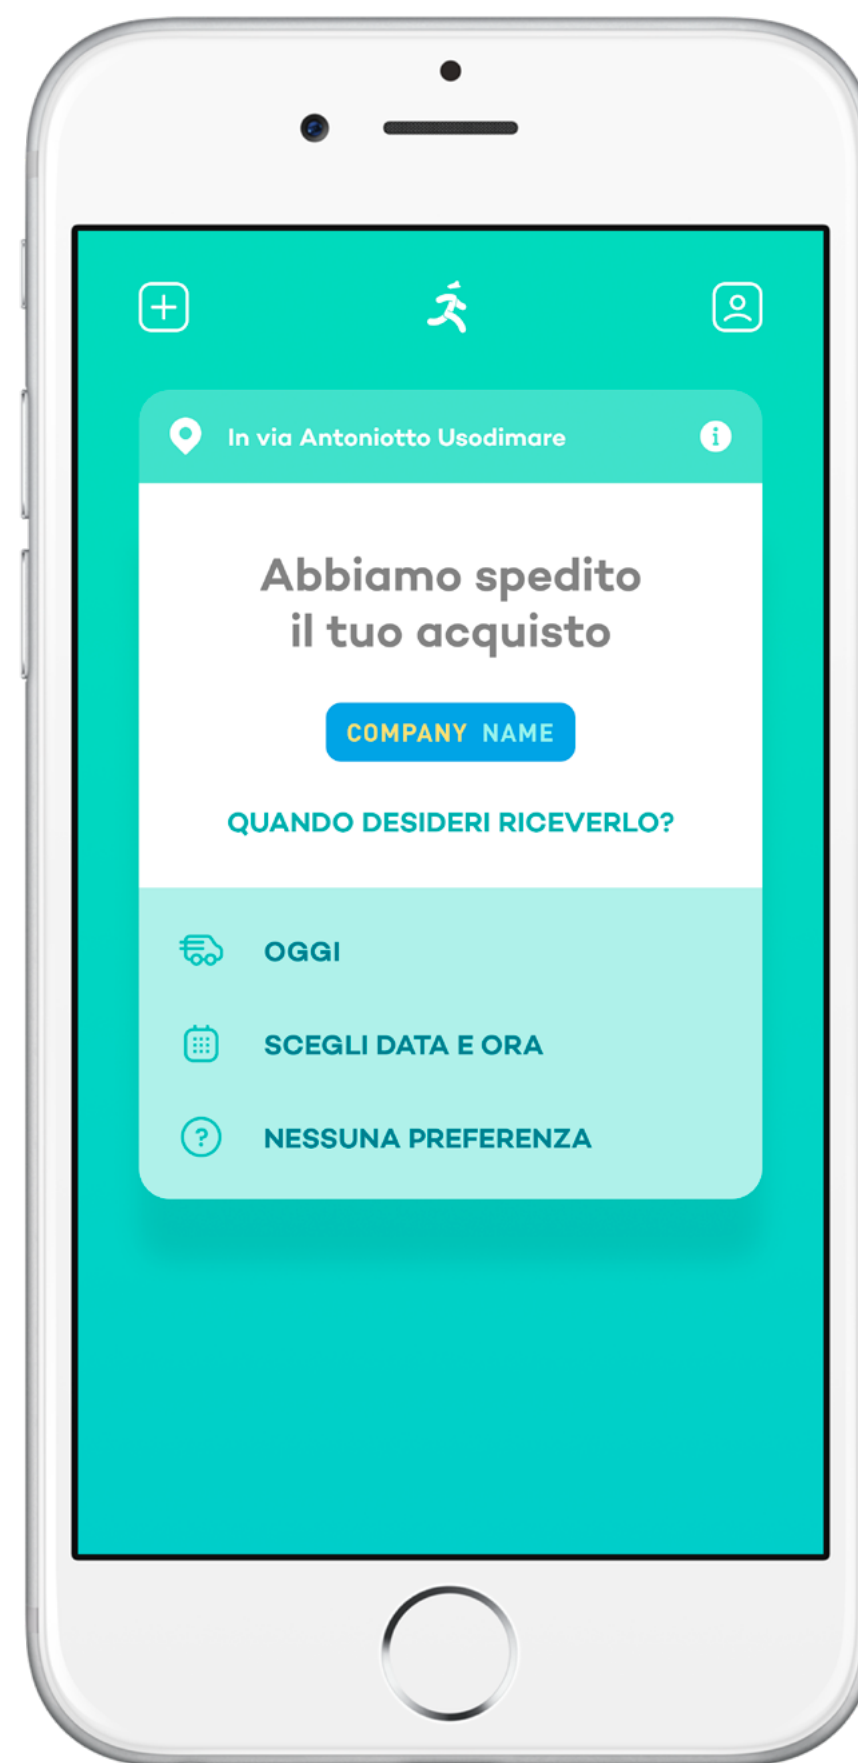 In via Antoniotto Usodimare
Abbiamo spedito
il tuo acquisto
COMPANY NAME
QUANDO DESIDERI RICEVERLO?
OGGI
SCEGLI DATA E ORA
NESSUNA PREFERENZA